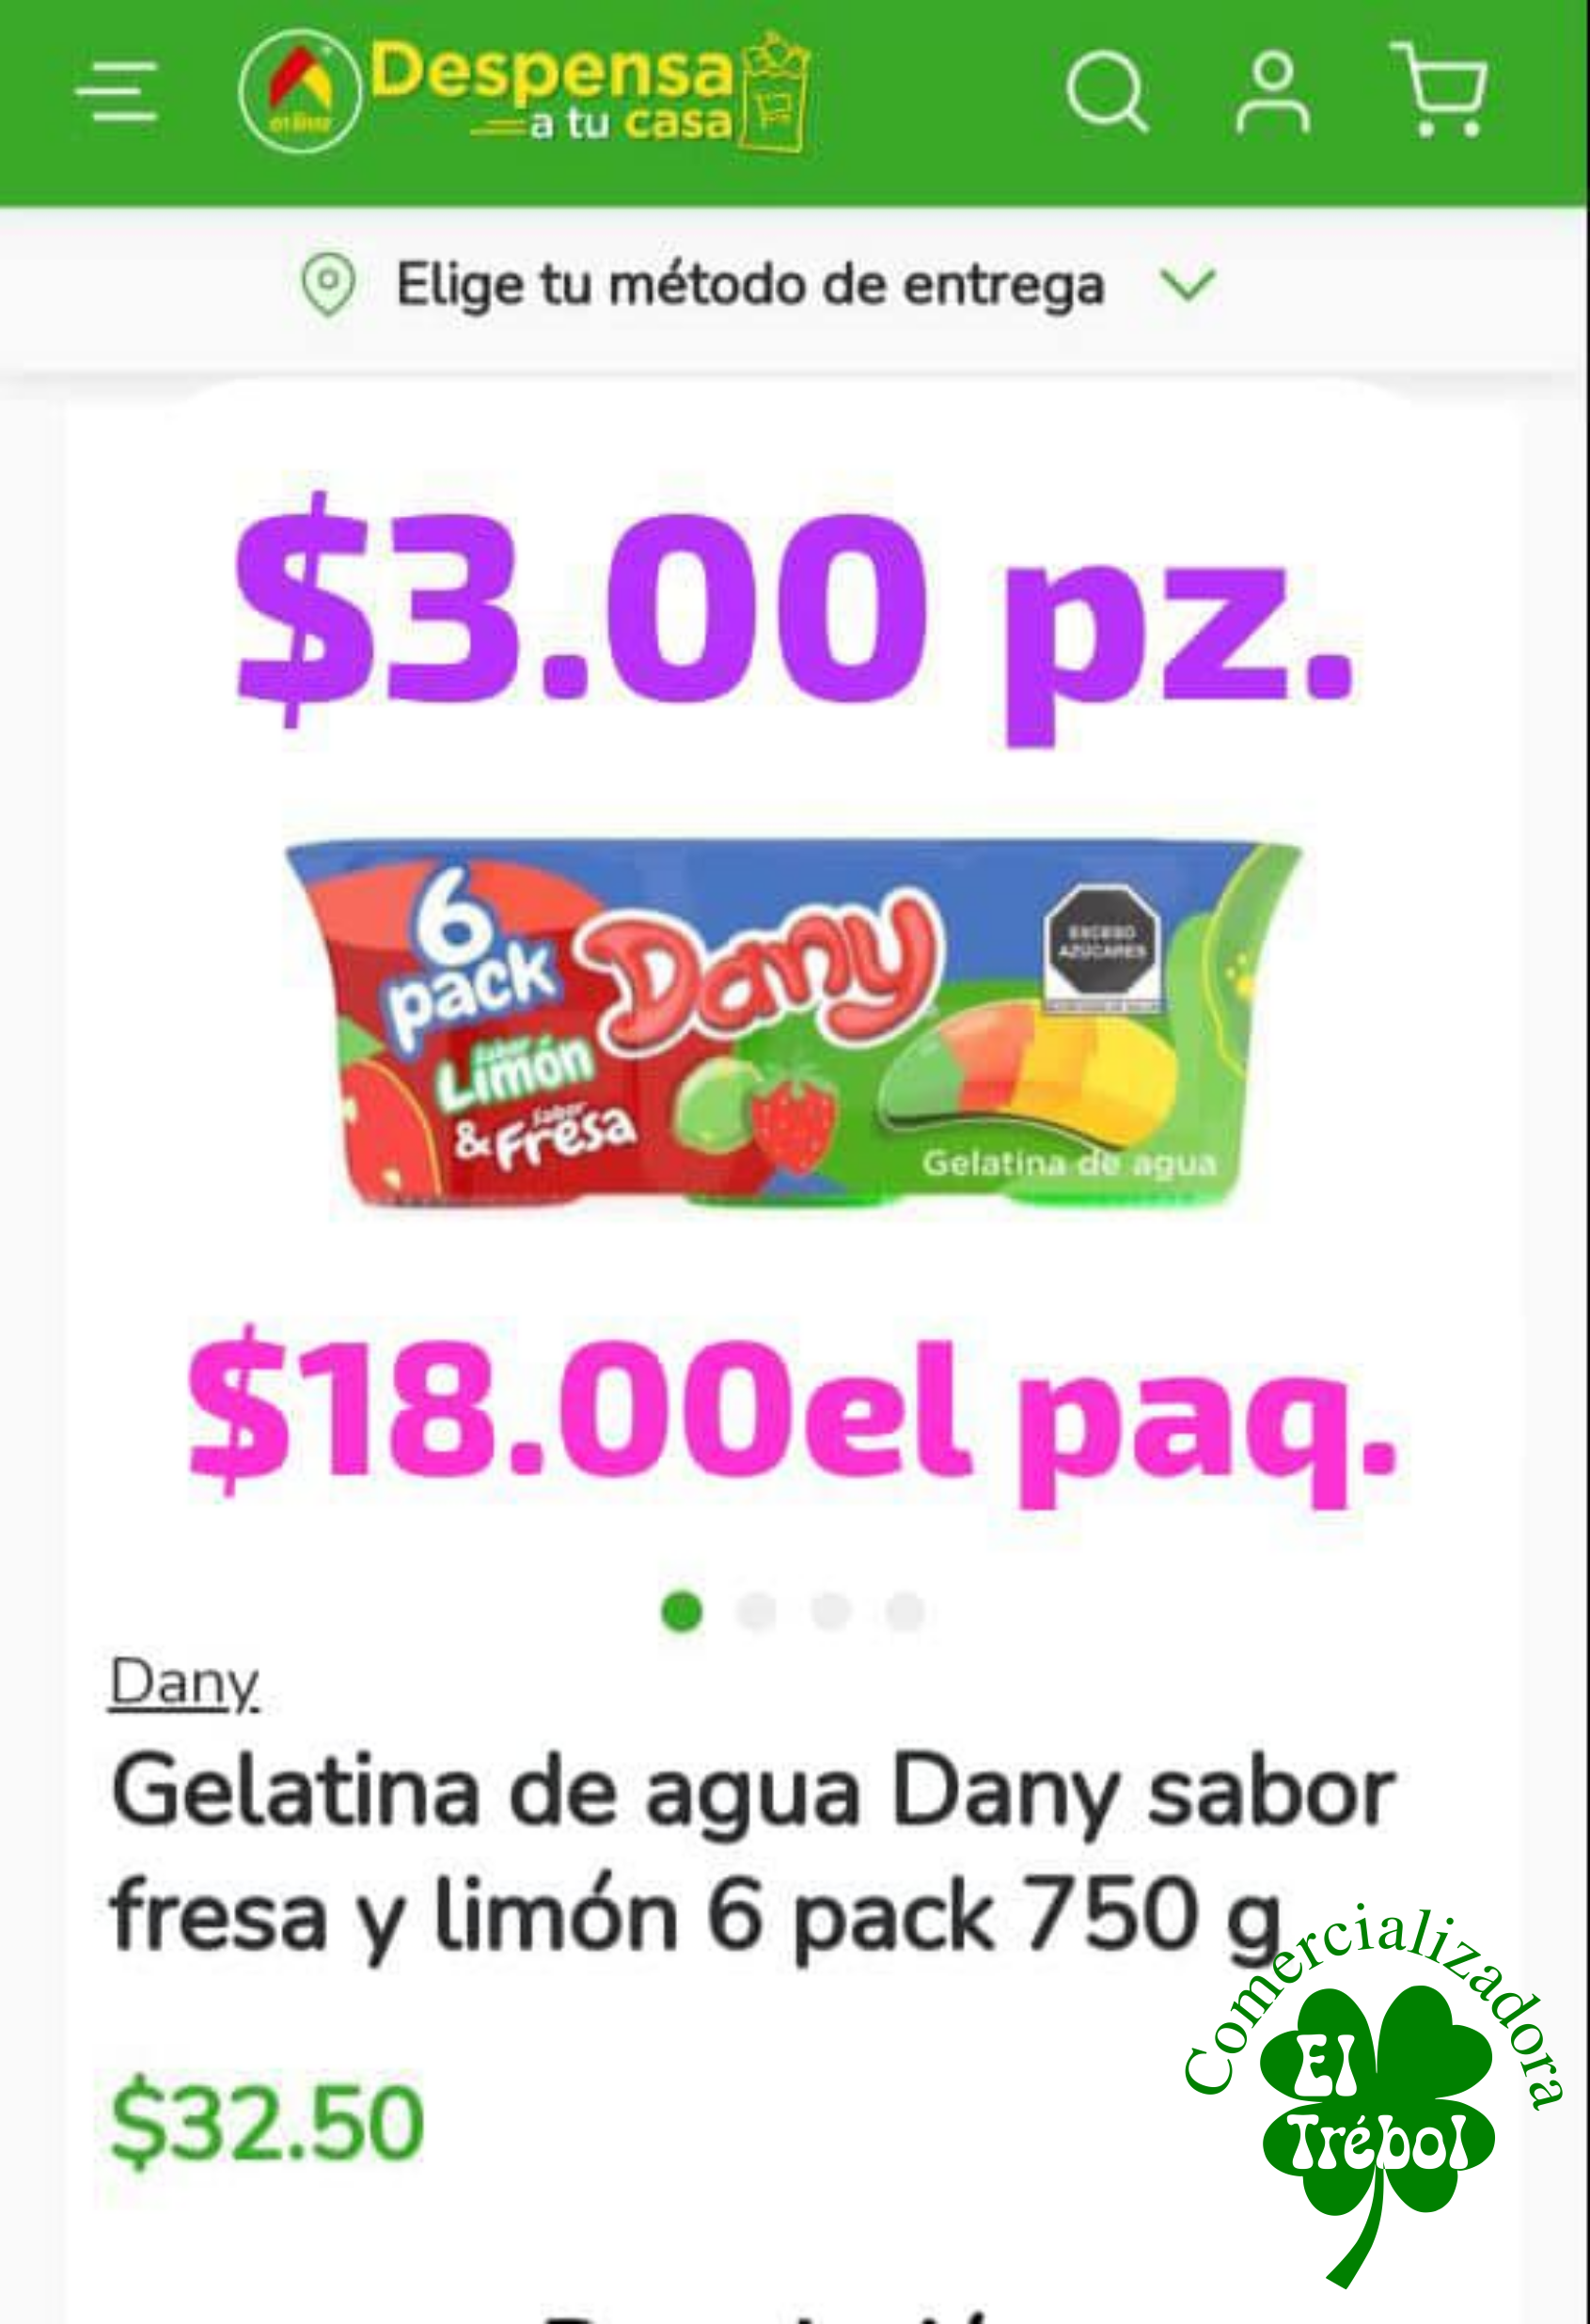 Despensa
a tu casa
Elige tu método de entrega
$3.00 pz.
6
pack
Dany
EXCESO
AZÚCARES
sabor
Limón
sabor
& Fresa
Gelatina de agua
$18.00el paq.
Dany
Gelatina de agua Dany sabor
fresa y limón 6 pack 750 g
$32.50
Comercializadora
El
Trébol